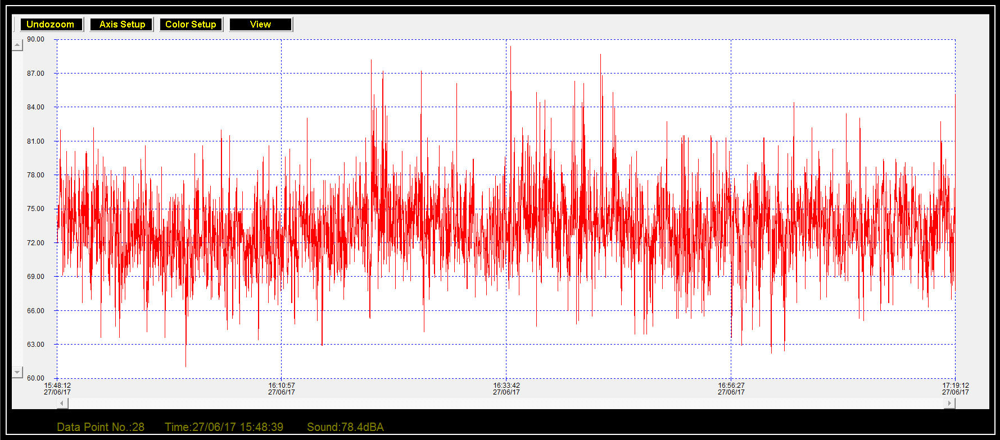 Undozoom Axis Setup Color Setup View
90.00
87.00
84.00
81.00
78.00
75.00
72.00
69.00
66.00
63.00
60.00
15:48:12 16:10:57 16:33:42 16:56:27 17:19:12
27/06/17 27/06/17 27/06/17 27/06/17 27/06/17
Data Point No.:28 Time:27/06/17 15:48:39 Sound:78.4dBA